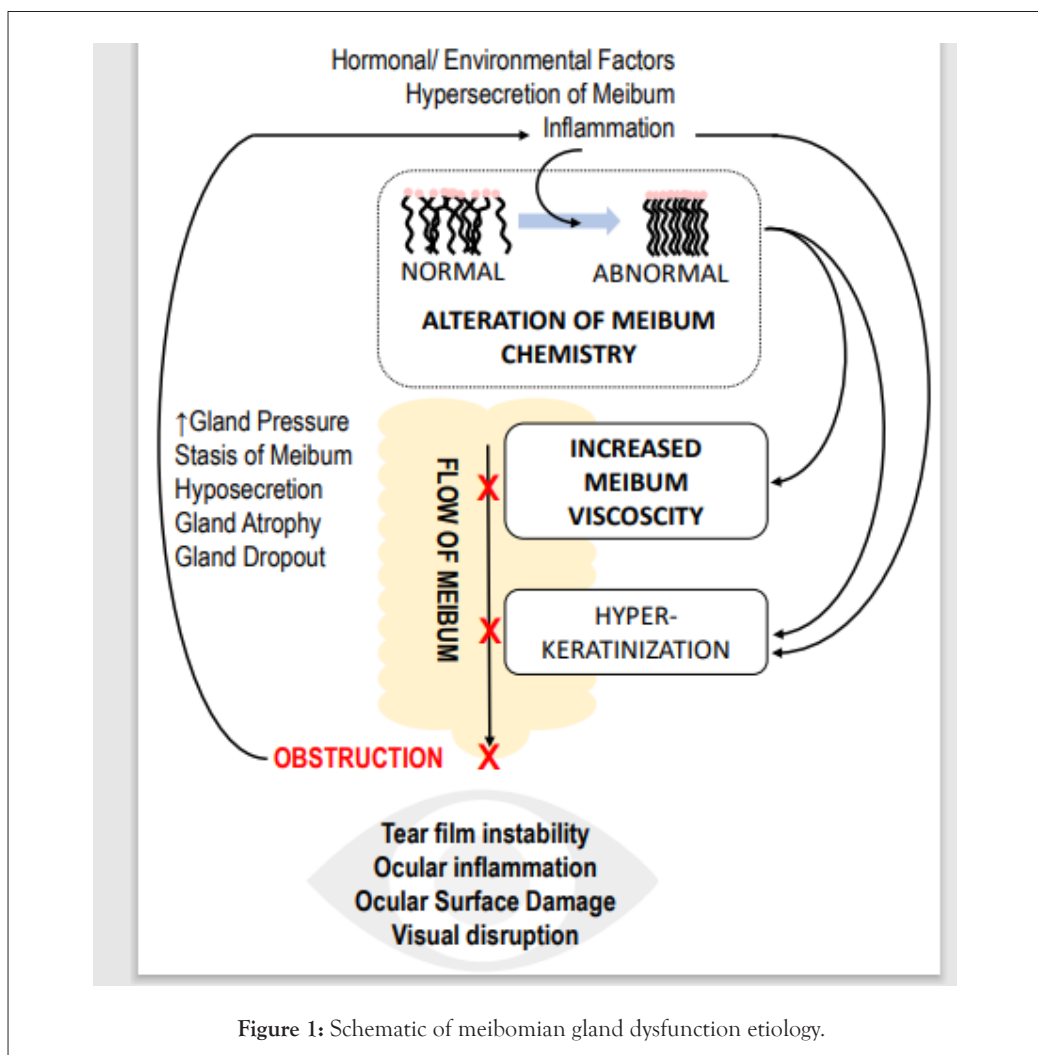 Hormonal/ Environmental Factors
Hypersecretion of Meibum
Inflammation
NORMAL
ABNORMAL
ALTERATION OF MEIBUM
CHEMISTRY
↑Gland Pressure
Stasis of Meibum
Hyposecretion
Gland Atrophy
Gland Dropout
FLOW OF MEIBUM
X
INCREASED
MEIBUM
VISCOSCITY
X
HYPER-
KERATINIZATION
OBSTRUCTION X
Tear film instability
Ocular inflammation
Ocular Surface Damage
Visual disruption
Figure 1: Schematic of meibomian gland dysfunction etiology.